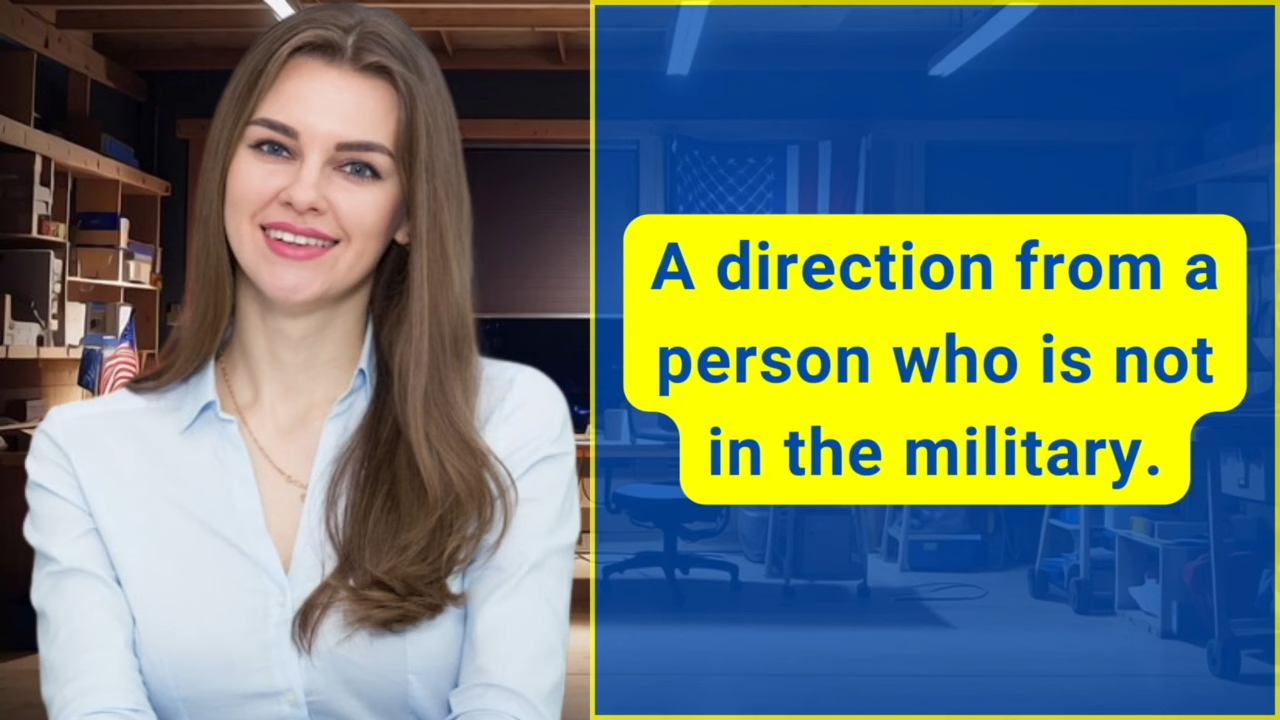 A direction from a
person who is not
in the military.